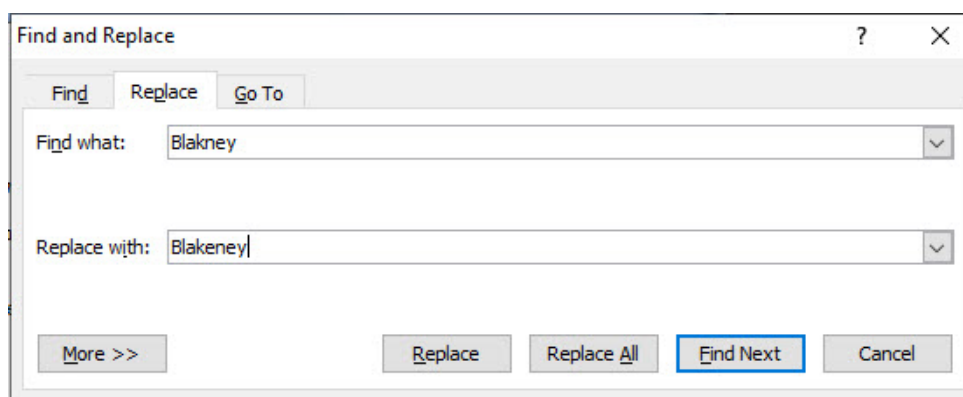 Find and Replace ?
Find Replace Go To
Find what: Blakney
Replace with: Blakeney
More >> Replace Replace All Find Next Cancel